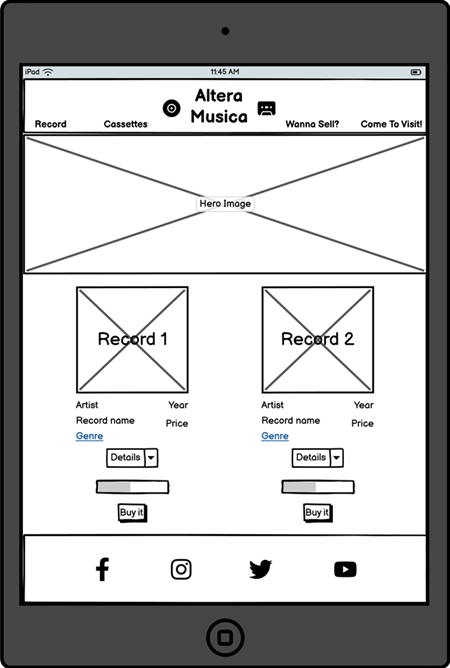 iPad
11:45 AM
Altera
Musica
Record
Cassettes
Wanna Sell?
Come To Visit!
Hero Image
Record 1
Record 2
Artist
Year
Record name
Price
Genre
Details
Buy it
Artist
Year
Record name
Price
Genre
Details
Buy it